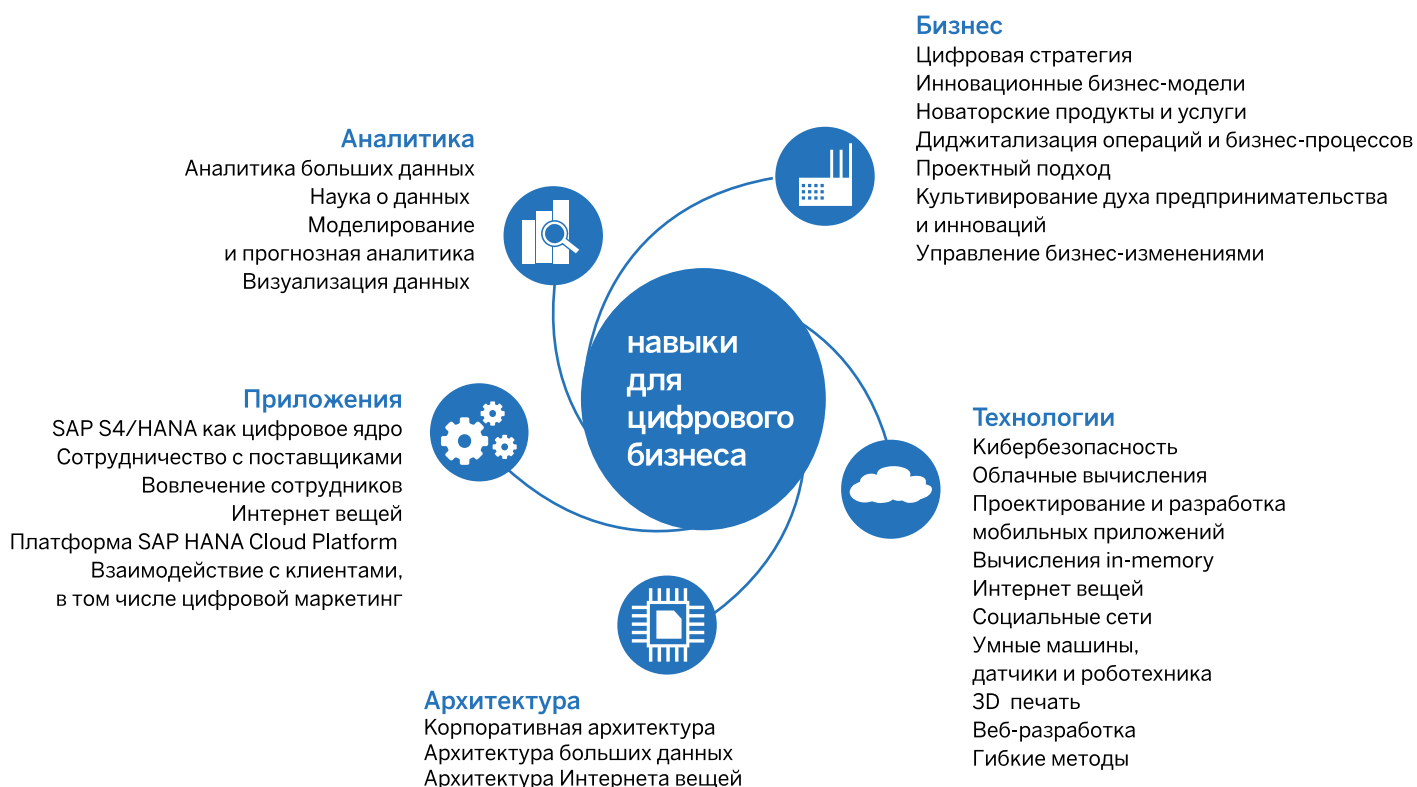 Бизнес
Цифровая стратегия
Инновационные бизнес-модели
Новаторские продукты и услуги
Диджитализация операций и бизнес-процессов
Проектный подход
Культивирование духа предпринимательства
и инноваций
Управление бизнес-изменениями
Аналитика
Аналитика больших данных
Наука о данных
Моделирование
и прогнозная аналитика
Визуализация данных
навыки
для
цифрового
бизнеса
Приложения
SAP S4/HANA как цифровое ядро
Сотрудничество с поставщиками
Вовлечение сотрудников
Интернет вещей
Платформа SAP HANA Cloud Platform
Взаимодействие с клиентами,
в том числе цифровой маркетинг
Технологии
Кибербезопасность
Облачные вычисления
Проектирование и разработка
мобильных приложений
Вычисления in-memory
Интернет вещей
Социальные сети
Умные машины,
датчики и роботехника
3D печать
Веб-разработка
Гибкие методы
Архитектура
Корпоративная архитектура
Архитектура больших данных
Архитектура Интернета вещей